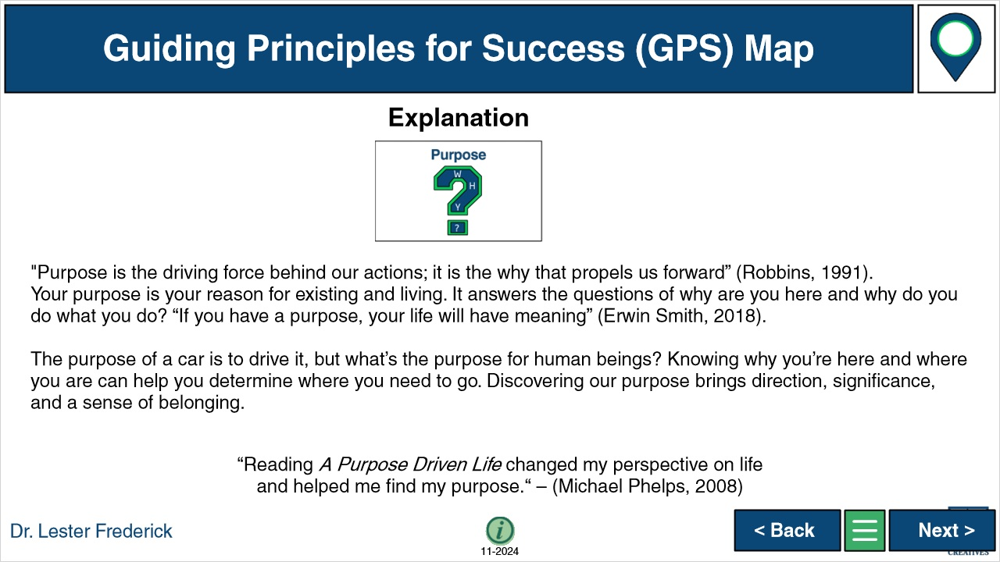 Guiding Principles for Success (GPS) Map
Explanation
Purpose
W
H
Y
?
"Purpose is the driving force behind our actions; it is the why that propels us forward” (Robbins, 1991).
Your purpose is your reason for existing and living. It answers the questions of why are you here and why do you
do what you do? “If you have a purpose, your life will have meaning” (Erwin Smith, 2018).
The purpose of a car is to drive it, but what’s the purpose for human beings? Knowing why you’re here and where
you are can help you determine where you need to go. Discovering our purpose brings direction, significance,
and a sense of belonging.
“Reading A Purpose Driven Life changed my perspective on life
and helped me find my purpose.“ – (Michael Phelps, 2008)
Dr. Lester Frederick
i
11-2024
< Back
Next >
CREATIVES